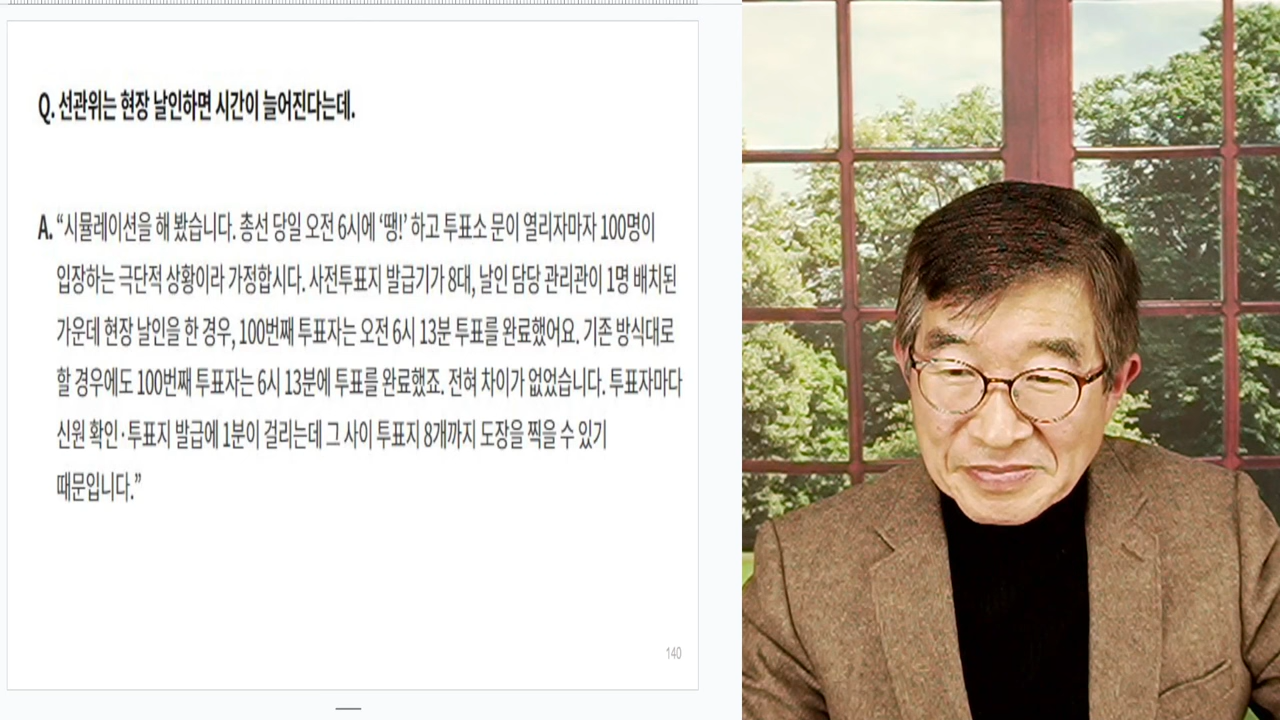 Q. 선관위는 현장 날인하면 시간이 늘어진다는데.
A. “시뮬레이션을 해 봤습니다. 총선 당일 오전 6시에 ‘땡!’ 하고 투표소 문이 열리자마자 100명이
입장하는 극단적 상황이라 가정합시다. 사전투표지 발급기가 8대, 날인 담당 관리관이 1명 배치된
가운데 현장 날인을 한 경우, 100번째 투표자는 오전 6시 13분 투표를 완료했어요. 기존 방식대로
할 경우에도 100번째 투표자는 6시 13분에 투표를 완료했죠. 전혀 차이가 없었습니다. 투표자마다
신원 확인·투표지 발급에 1분이 걸리는데 그 사이 투표지 8개까지 도장을 찍을 수 있기
때문입니다.”
140